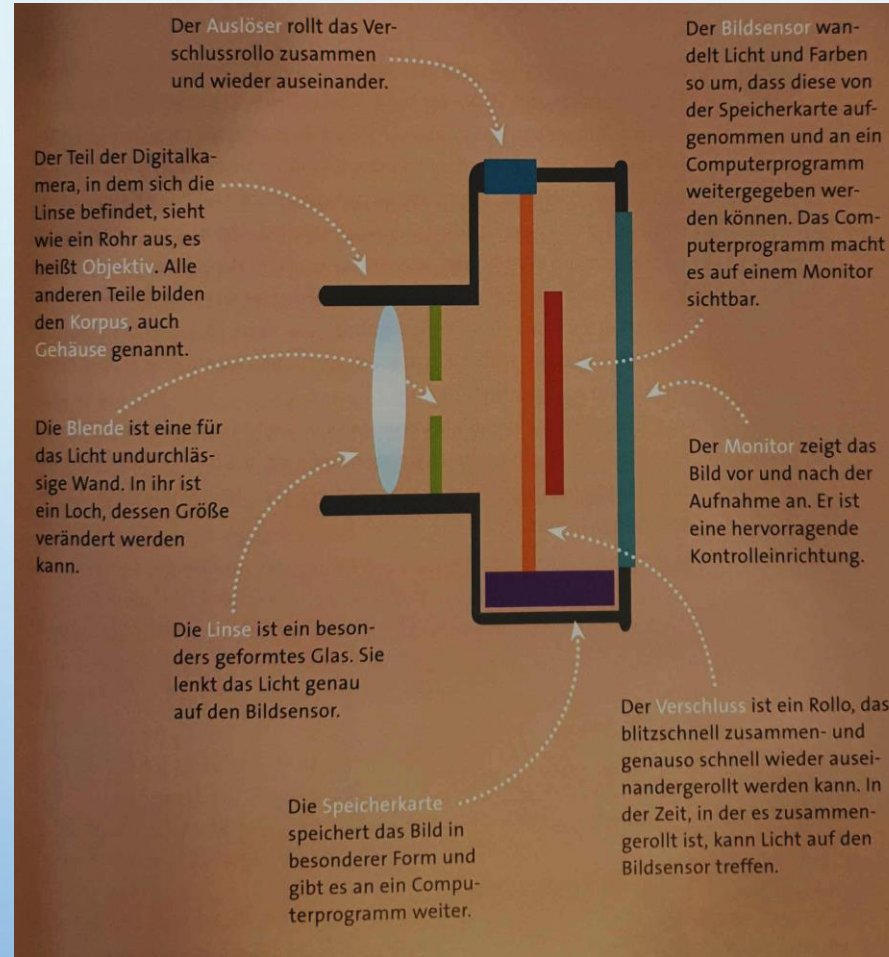 Der Auslöser rollt das Ver-
schlussrollo zusammen
und wieder auseinander.
Der Bildsensor wan-
delt Licht und Farben
so um, dass diese von
der Speicherkarte auf-
genommen und an ein
Computerprogramm
weitergegeben wer-
den können. Das Com-
puterprogramm macht
es auf einem Monitor
sichtbar.
Der Teil der Digitalka-
mera, in dem sich die
Linse befindet, sieht
wie ein Rohr aus, es
heißt Objektiv. Alle
anderen Teile bilden
den Korpus, auch
Gehäuse genannt.
Die Blende ist eine für
das Licht undurchläs-
sige Wand. In ihr ist
ein Loch, dessen Größe
verändert werden
kann.
Der Monitor zeigt das
Bild vor und nach der
Aufnahme an. Er ist
eine hervorragende
Kontrolleinrichtung.
Die Linse ist ein beson-
ders geformtes Glas. Sie
lenkt das Licht genau
auf den Bildsensor.
Der Verschluss ist ein Rollo, das
blitzschnell zusammen- und
genauso schnell wieder ausei-
nandergerollt werden kann. In
der Zeit, in der es zusammen-
gerollt ist, kann Licht auf den
Bildsensor treffen.
Die Speicherkarte
speichert das Bild in
besonderer Form und
gibt es an ein Compu-
terprogramm weiter.